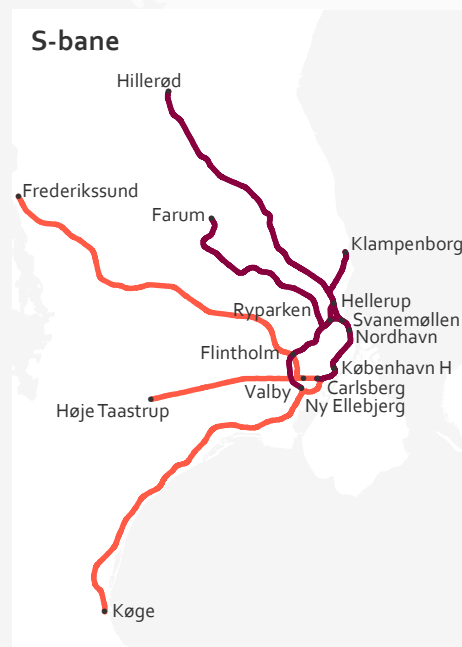 S-bane
Hillerød
Frederikssund
Farum
Klampenborg
Hellerup
Ryparken
Svanemøllen
Nordhavn
Flintholm
København H
Valby
Carlsberg
Høje Taastrup
Ny Ellebjerg
Køge